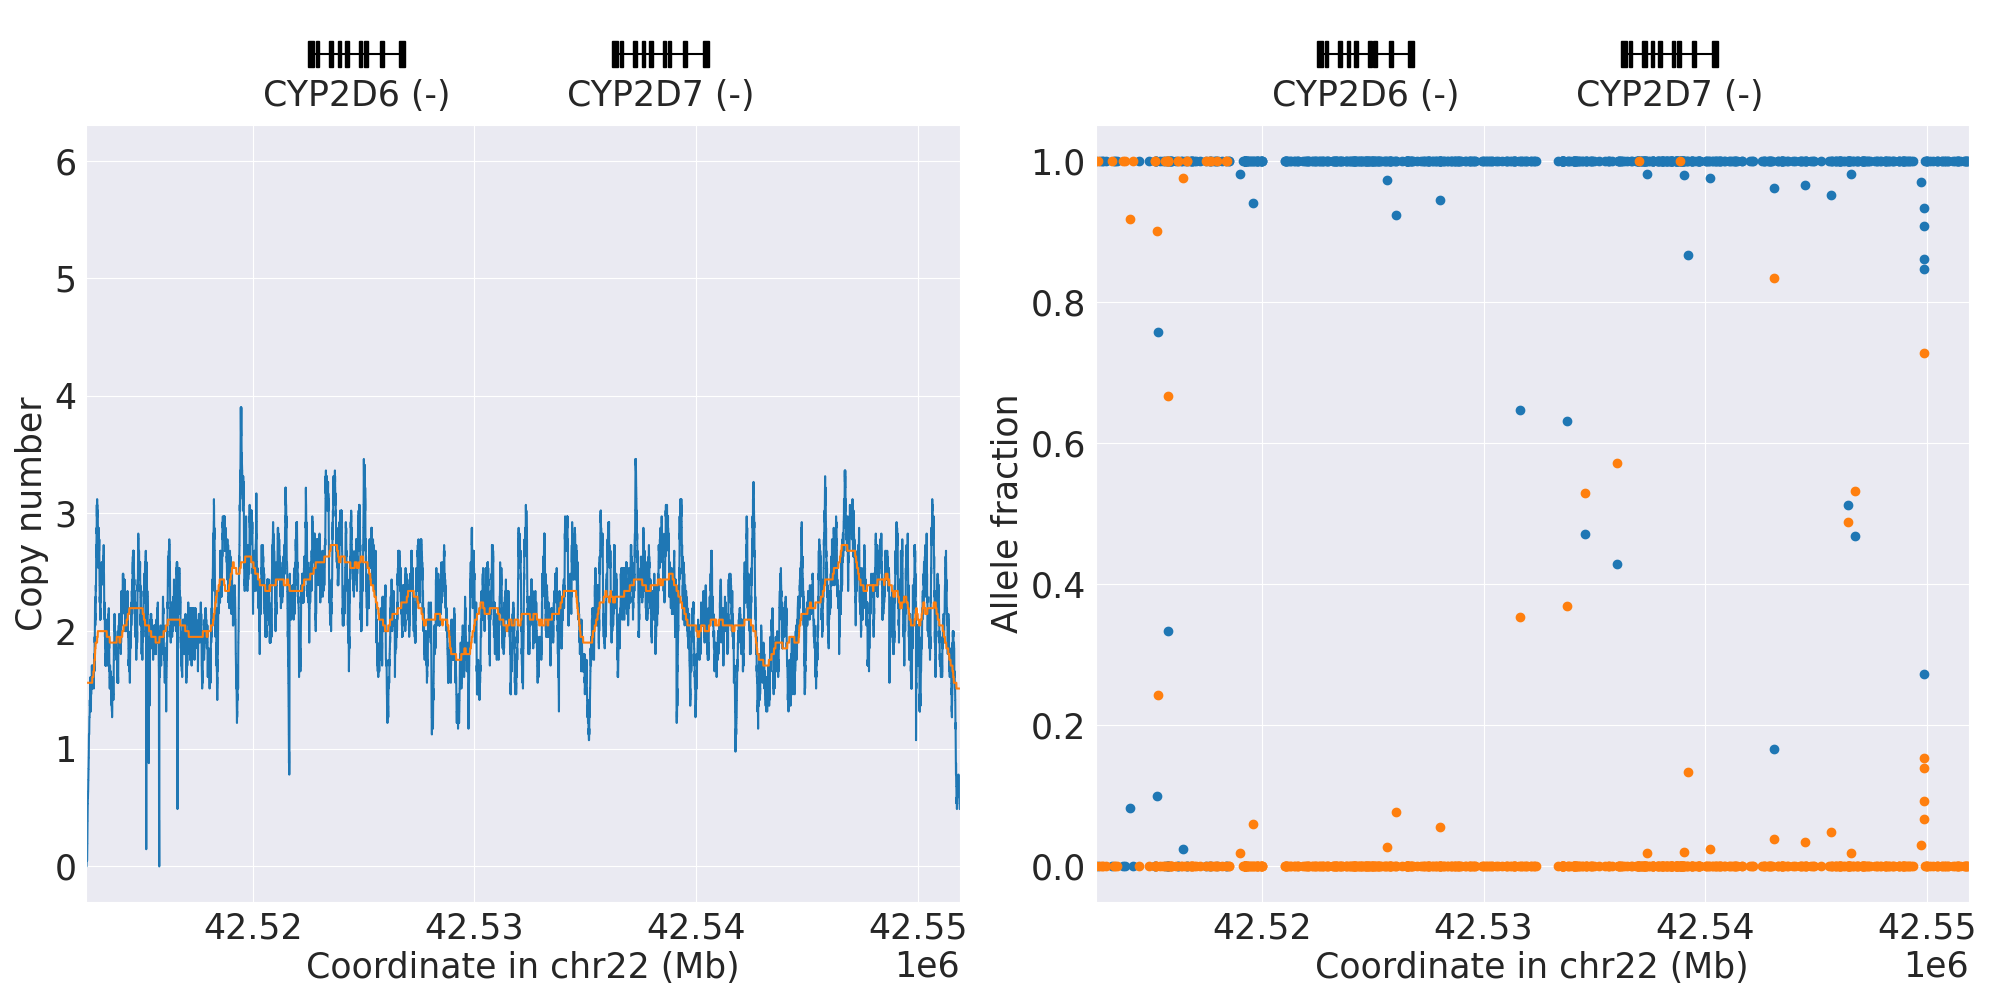 CYP2D6 (-) CYP2D7 (-)
CYP2D6 (-) CYP2D7 (-)
Copy number
6
5
4
3
2
1
0
42.52 42.53 42.54 42.55
Coordinate in chr22 (Mb) 1e6
Allele fraction
1.0
0.8
0.6
0.4
0.2
0.0
42.52 42.53 42.54 42.55
Coordinate in chr22 (Mb) 1e6